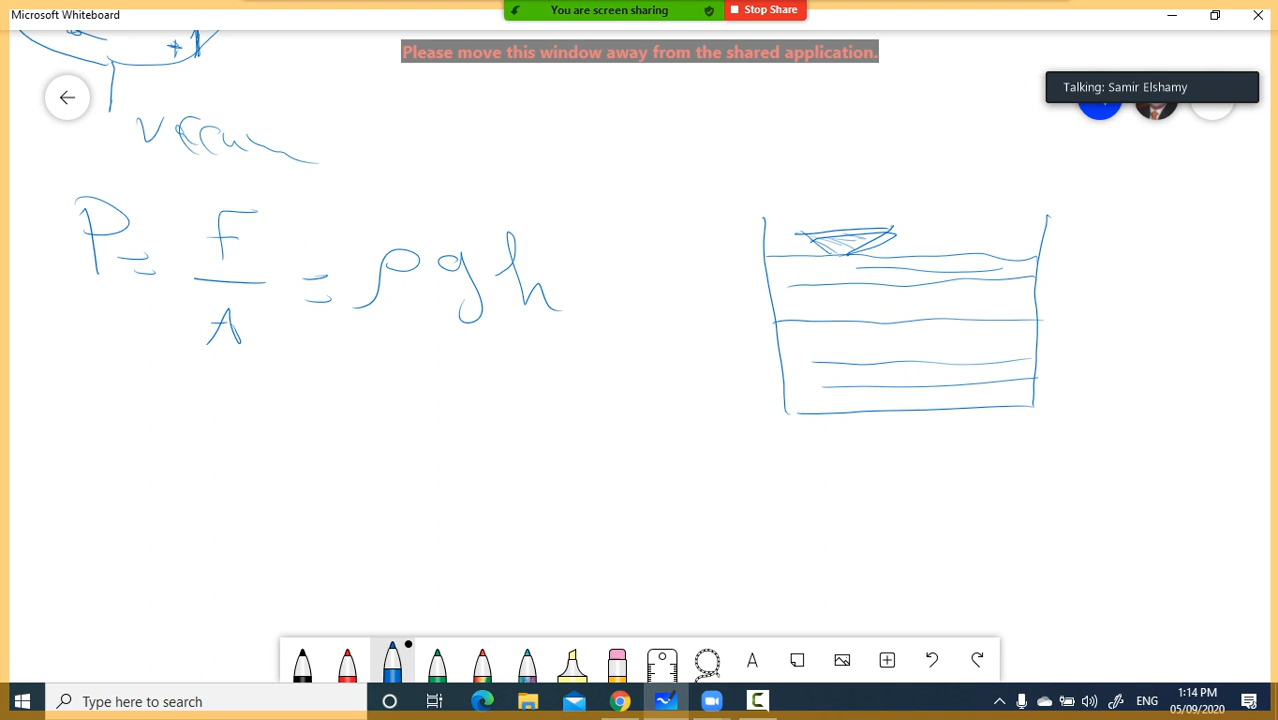 You are screen sharing
Stop Share
Microsoft Whiteboard
Please move this window away from the shared application.
Talking: Samir Elshamy
P = F/A = ρgh
A
Type here to search
ENG
1:14 PM
05/09/2020